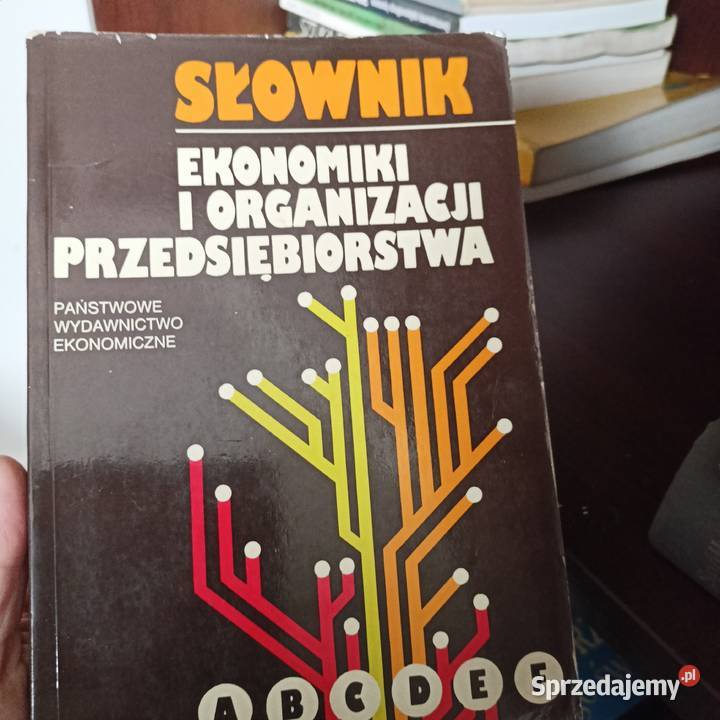 SŁOWNIK
EKONOMIKI
I ORGANIZACJI
PRZEDSIĘBIORSTWA
PAŃSTWOWE
WYDAWNICTWO
EKONOMICZNE
A B C D E F
Sprzedajemy.pl